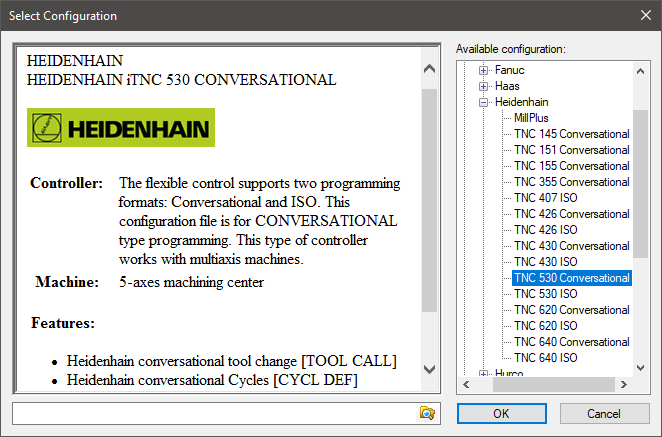 Select Configuration
HEIDENHAIN
HEIDENHAIN iTNC 530 CONVERSATIONAL
HEIDENHAIN
Controller: The flexible control supports two programming
formats: Conversational and ISO. This
configuration file is for CONVERSATIONAL
type programming. This type of controller
works with multiaxis machines.
Machine: 5-axes machining center
Features:
• Heidenhain conversational tool change [TOOL CALL]
• Heidenhain conversational Cycles [CYCL DEF]
Available configuration:
Fanuc
Haas
Heidenhain
MillPlus
TNC 145 Conversational
TNC 151 Conversational
TNC 155 Conversational
TNC 355 Conversational
TNC 407 ISO
TNC 426 Conversational
TNC 426 ISO
TNC 430 Conversational
TNC 430 ISO
TNC 530 Conversational
TNC 530 ISO
TNC 620 Conversational
TNC 620 ISO
TNC 640 Conversational
TNC 640 ISO
Hurco
OK
Cancel